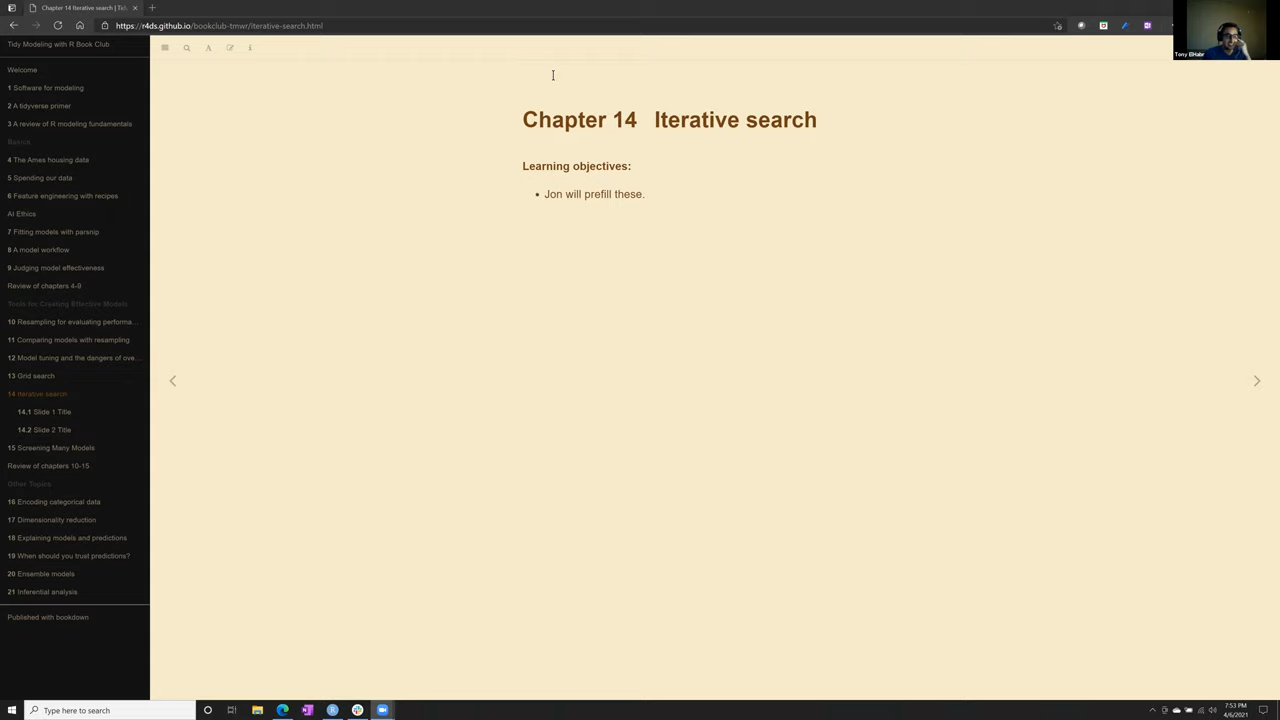 Chapter 14 Iterative search | Tid
https://r4ds.github.io/bookclub-tmwr/iterative-search.html
Tony ElHabr
Tidy Modeling with R Book Club
Welcome
1 Software for modeling
2 A tidyverse primer
3 A review of R modeling fundamentals
Basics
4 The Ames housing data
5 Spending our data
6 Feature engineering with recipes
AI Ethics
7 Fitting models with parsnip
8 A model workflow
9 Judging model effectiveness
Review of chapters 4-9
Tools for Creating Effective Models
10 Resampling for evaluating performa...
11 Comparing models with resampling
12 Model tuning and the dangers of ove...
13 Grid search
14 Iterative search
14.1 Slide 1 Title
14.2 Slide 2 Title
15 Screening Many Models
Review of chapters 10-15
Other Topics
16 Encoding categorical data
17 Dimensionality reduction
18 Explaining models and predictions
19 When should you trust predictions?
20 Ensemble models
21 Inferential analysis
Published with bookdown
Chapter 14 Iterative search
Learning objectives:
• Jon will prefill these.
Type here to search
7:53 PM
4/6/2021